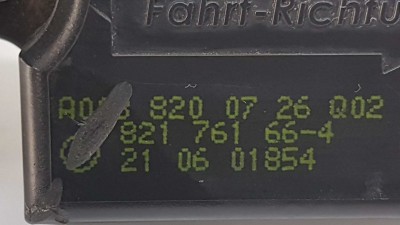 Fahrt-Richtu
820 07 26 Q02
821 761 66-4
21 06 01854